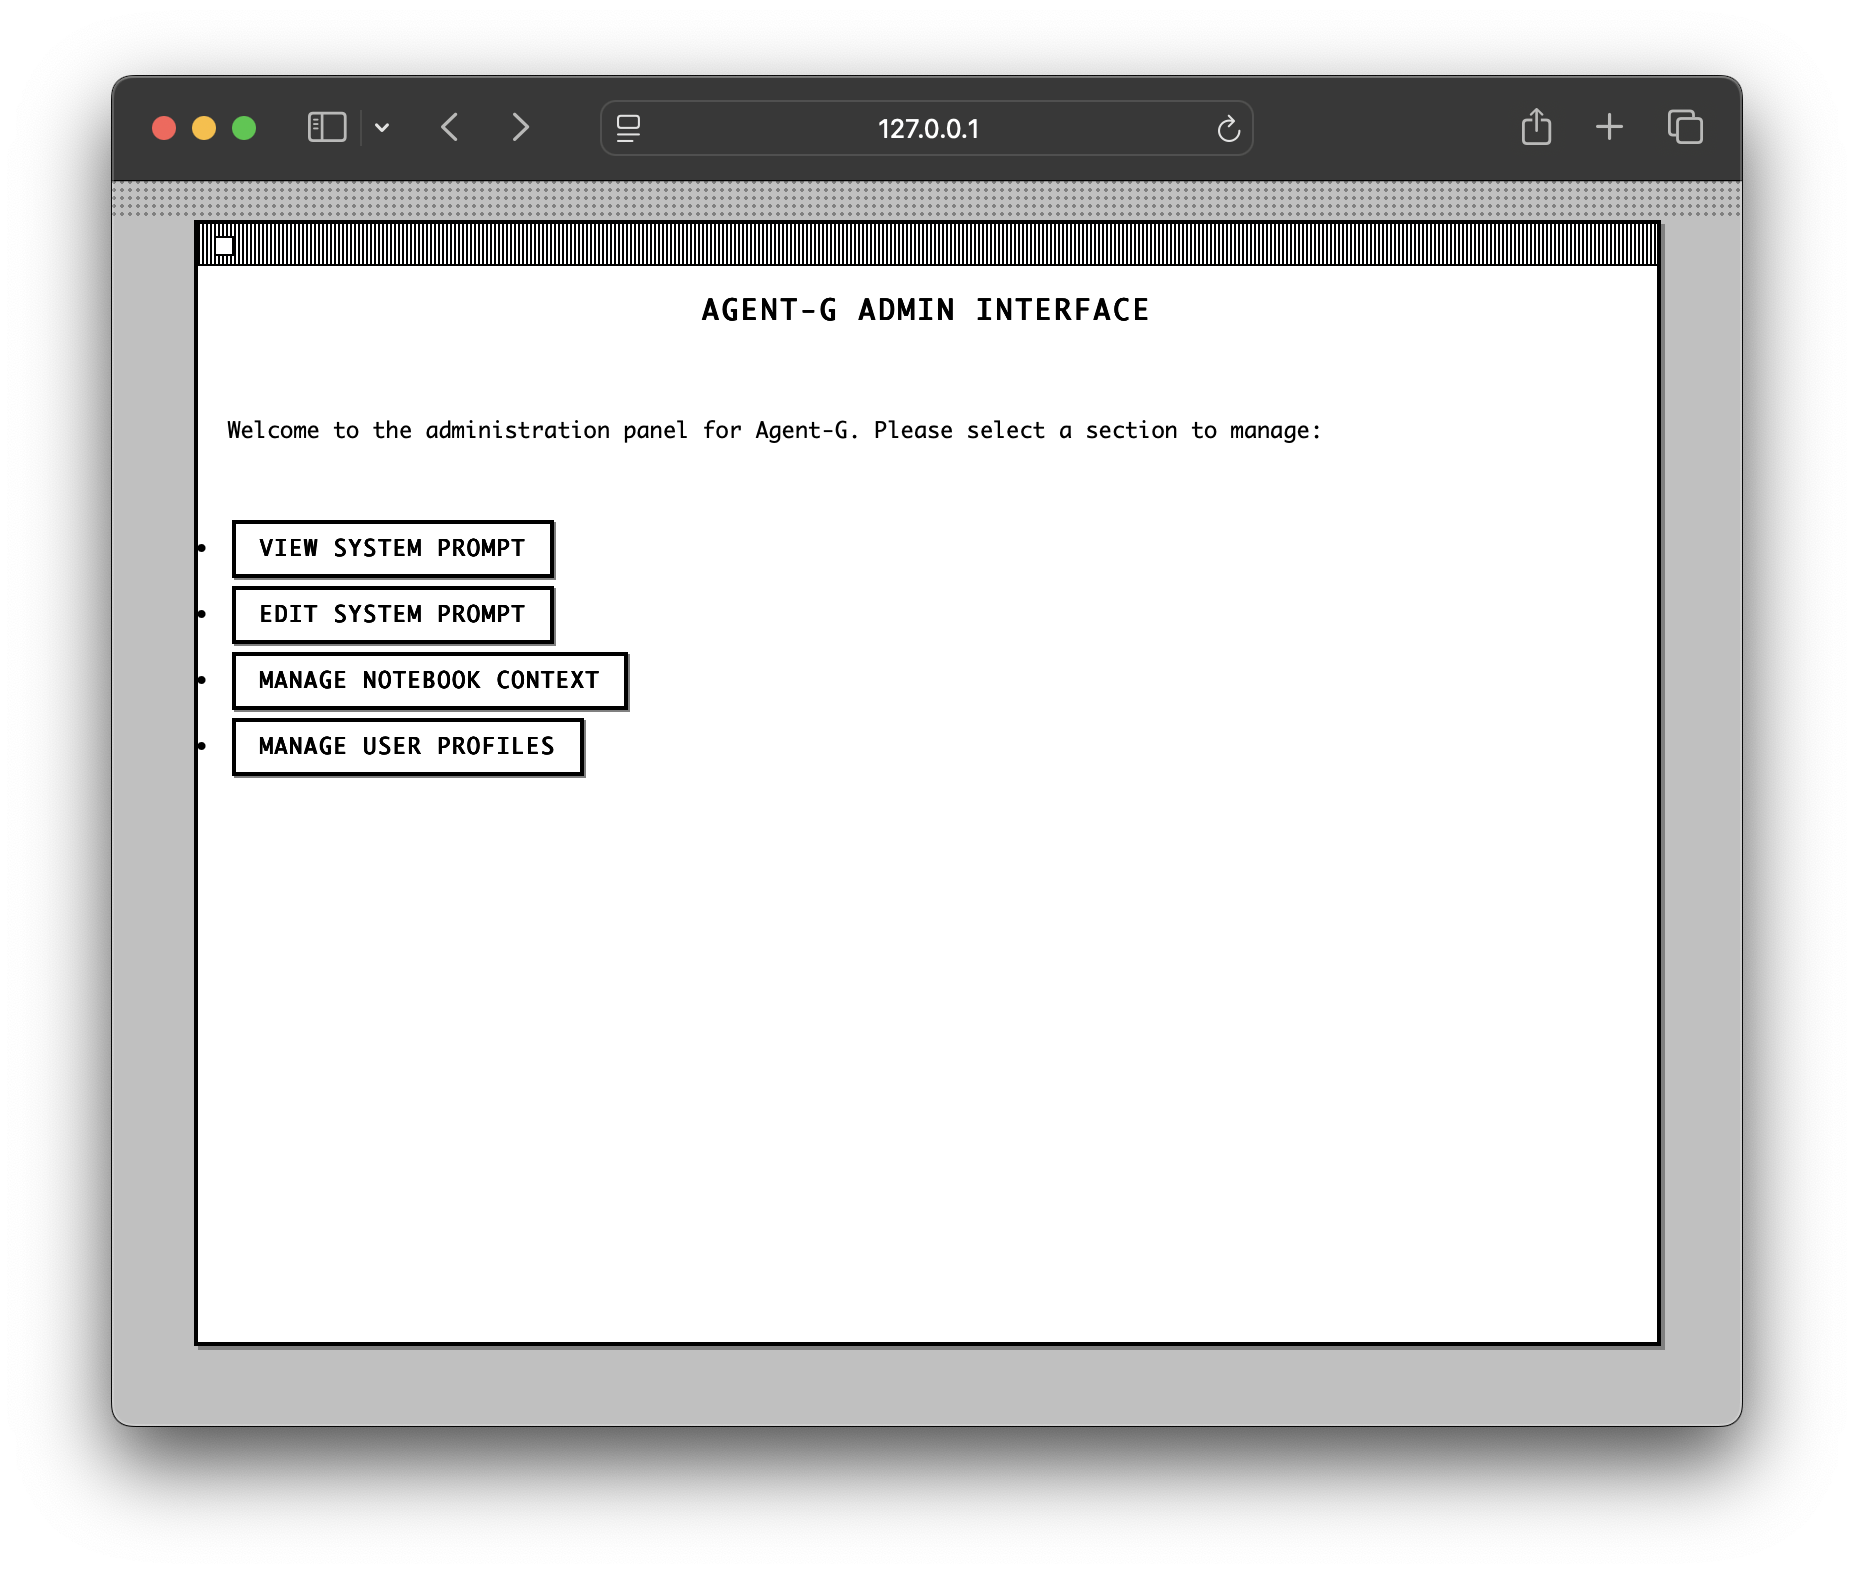 127.0.0.1
AGENT-G ADMIN INTERFACE
Welcome to the administration panel for Agent-G. Please select a section to manage:
VIEW SYSTEM PROMPT
EDIT SYSTEM PROMPT
MANAGE NOTEBOOK CONTEXT
MANAGE USER PROFILES